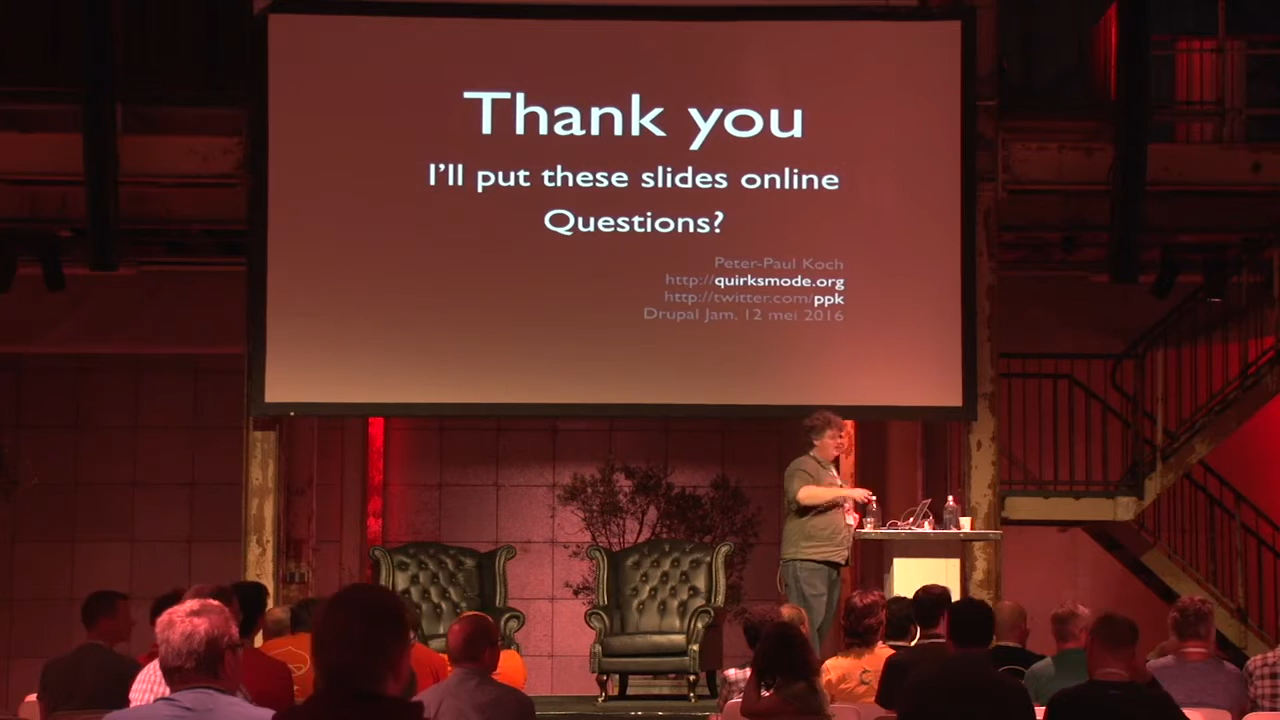 Thank you
I'll put these slides online
Questions?
Peter-Paul Koch
http://quirksmode.org
http://twitter.com/ppk
Drupal Jam, 12 mei 2016